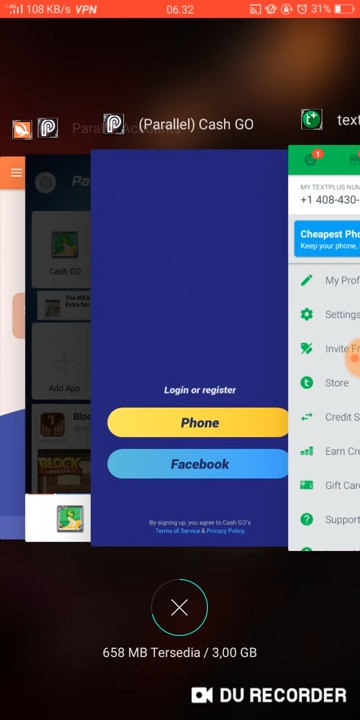 108 KB/s VPN 06.32 31%
Parallel Accounts
(Parallel) Cash GO
text
MY TEXTPLUS NUM
+1 408-430-
Cheapest Pho
Keep your phone,
Cash GO
The IKEA
Extra fun
Add App
Bloc
BLOCK
Login or register
Phone
Facebook
By signing up, you agree to Cash GO's
Terms of Service & Privacy Policy
1
My Prof
Settings
Invite Fr
Store
Credit S
Earn Cre
Gift Card
Support
658 MB Tersedia / 3,00 GB
DU RECORDER